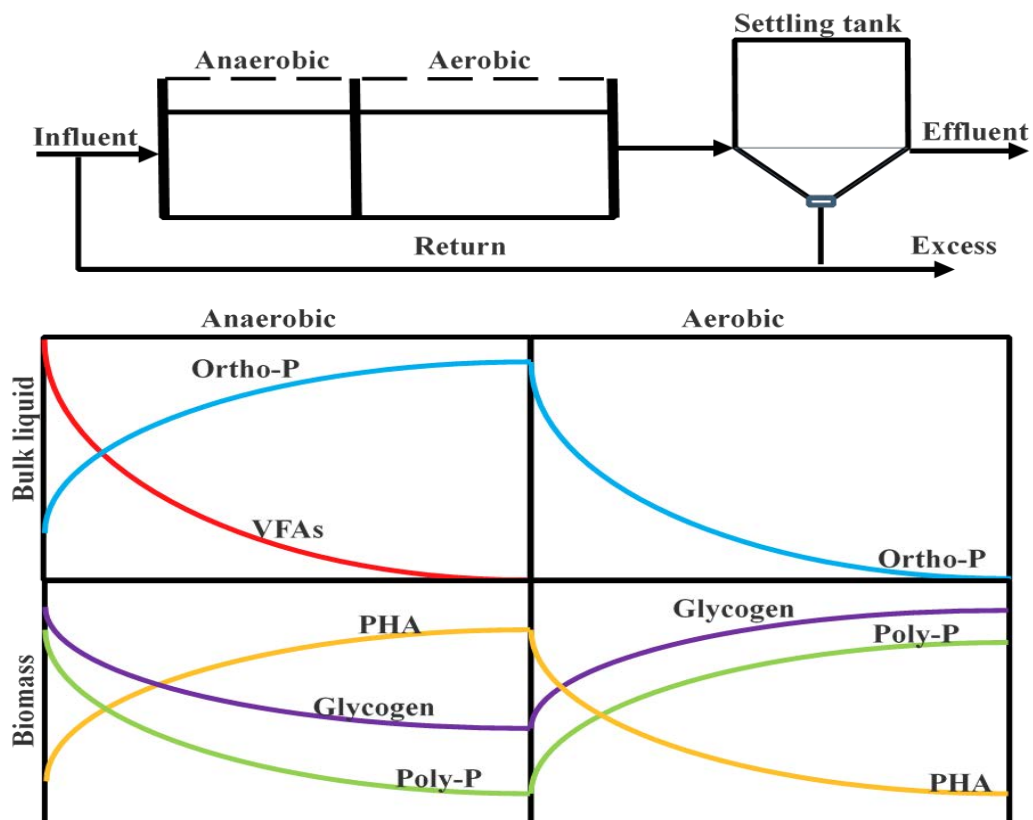 Settling tank
Anaerobic
Aerobic
Influent
Effluent
Return
Excess
Anaerobic
Aerobic
Bulk liquid
Ortho-P
VFAs
Ortho-P
Biomass
PHA
Glycogen
Poly-P
Glycogen
Poly-P
PHA